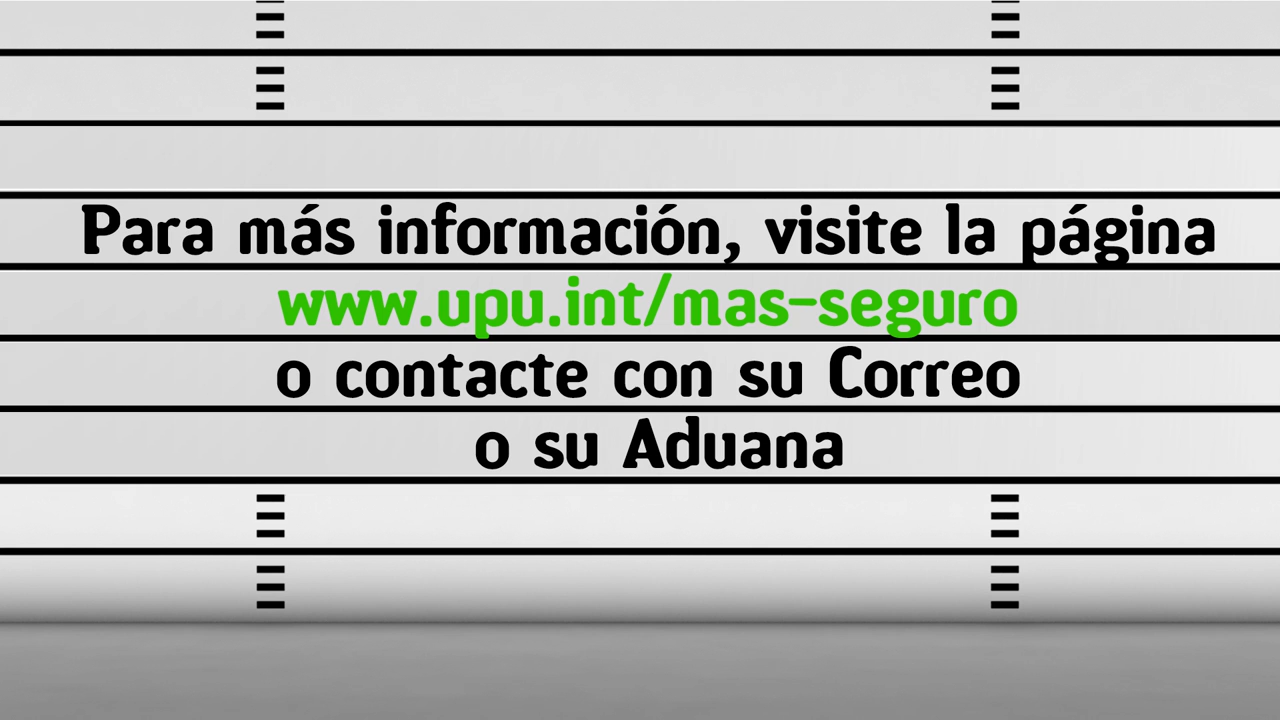 Para más información, visite la página
www.upu.int/mas-seguro
o contacte con su Correo
o su Aduana